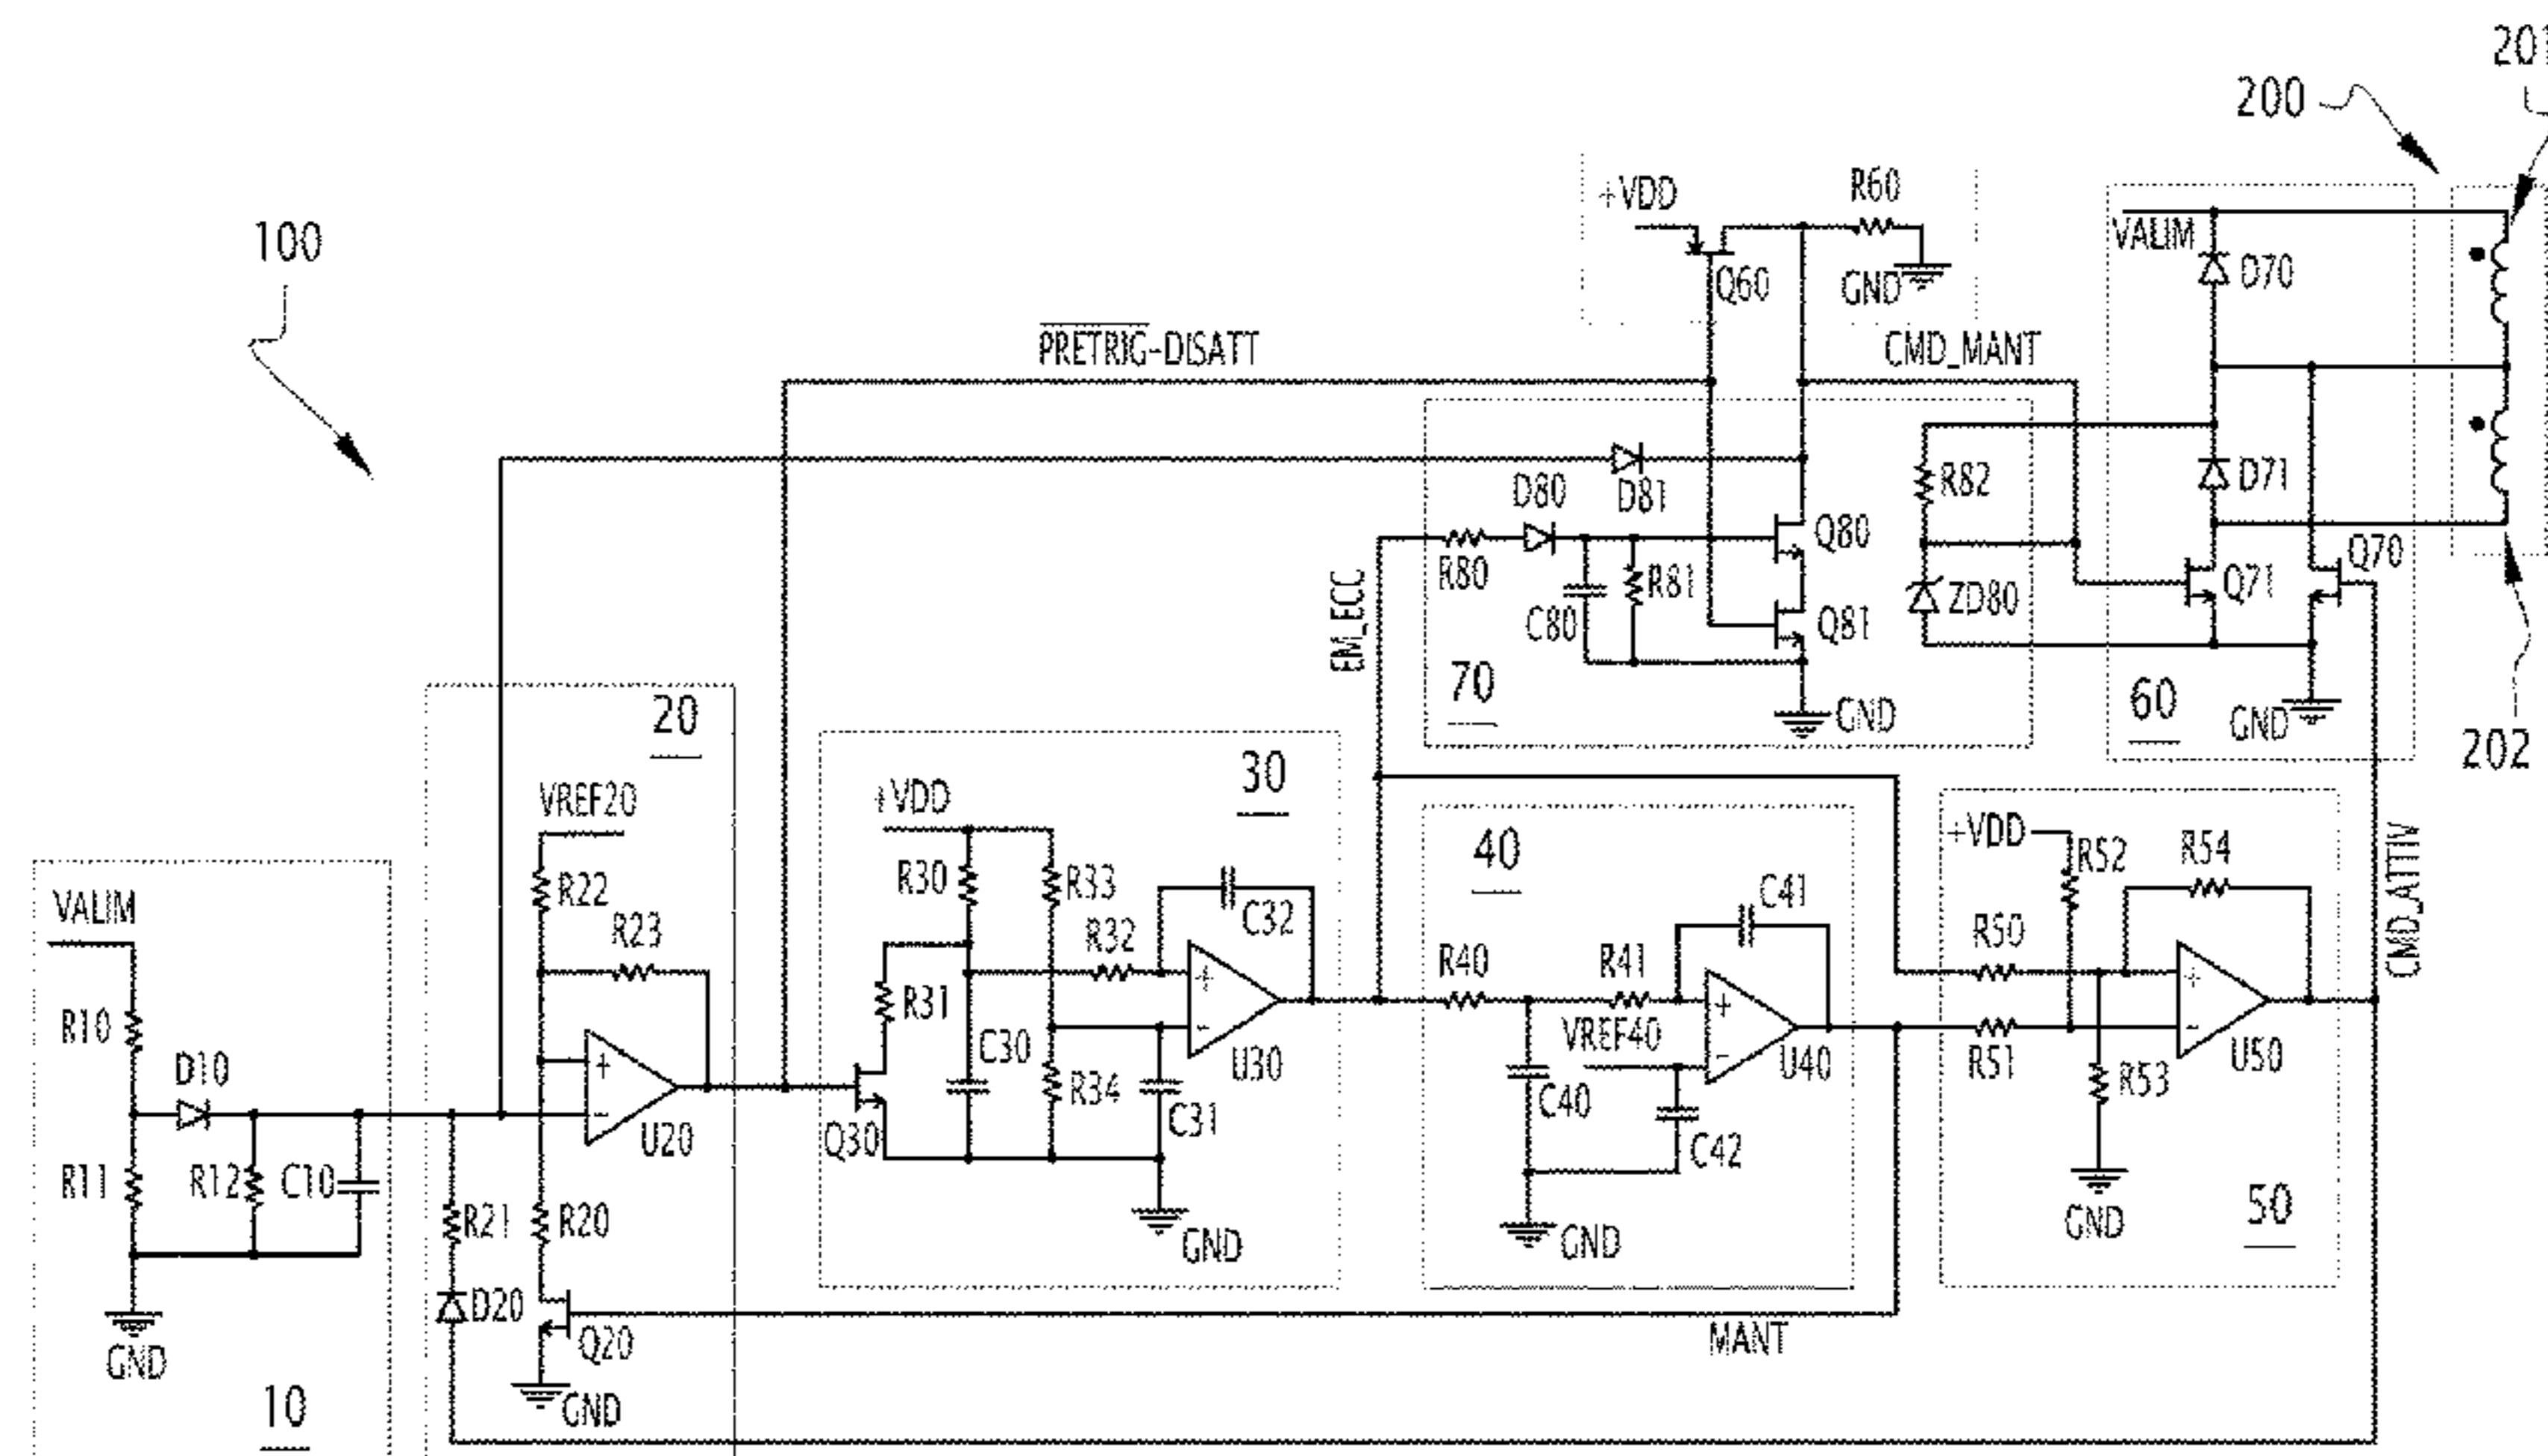 201
200
100
+VDD
R60
Q60
GND
VALIM
D70
PRETRIG-DISATT
CMD_MANT
D80
D81
R82
D71
Q80
Q70
R80
C80
R81
Q81
ZD80
Q71
EM_ECC
70
GND
60
GND
202
20
VREF20
R22
R23
U20
R21
R20
D20
Q20
GND
30
+VDD
R30
R33
R32
C32
R31
C30
R34
C31
U30
Q30
GND
40
R40
R41
C41
VREF40
U40
C40
C42
GND
MANT
+VDD
R52
R54
R50
R51
R53
U50
GND
50
CMD_ATTIV
VALIM
R10
D10
R11
R12
C10
GND
10